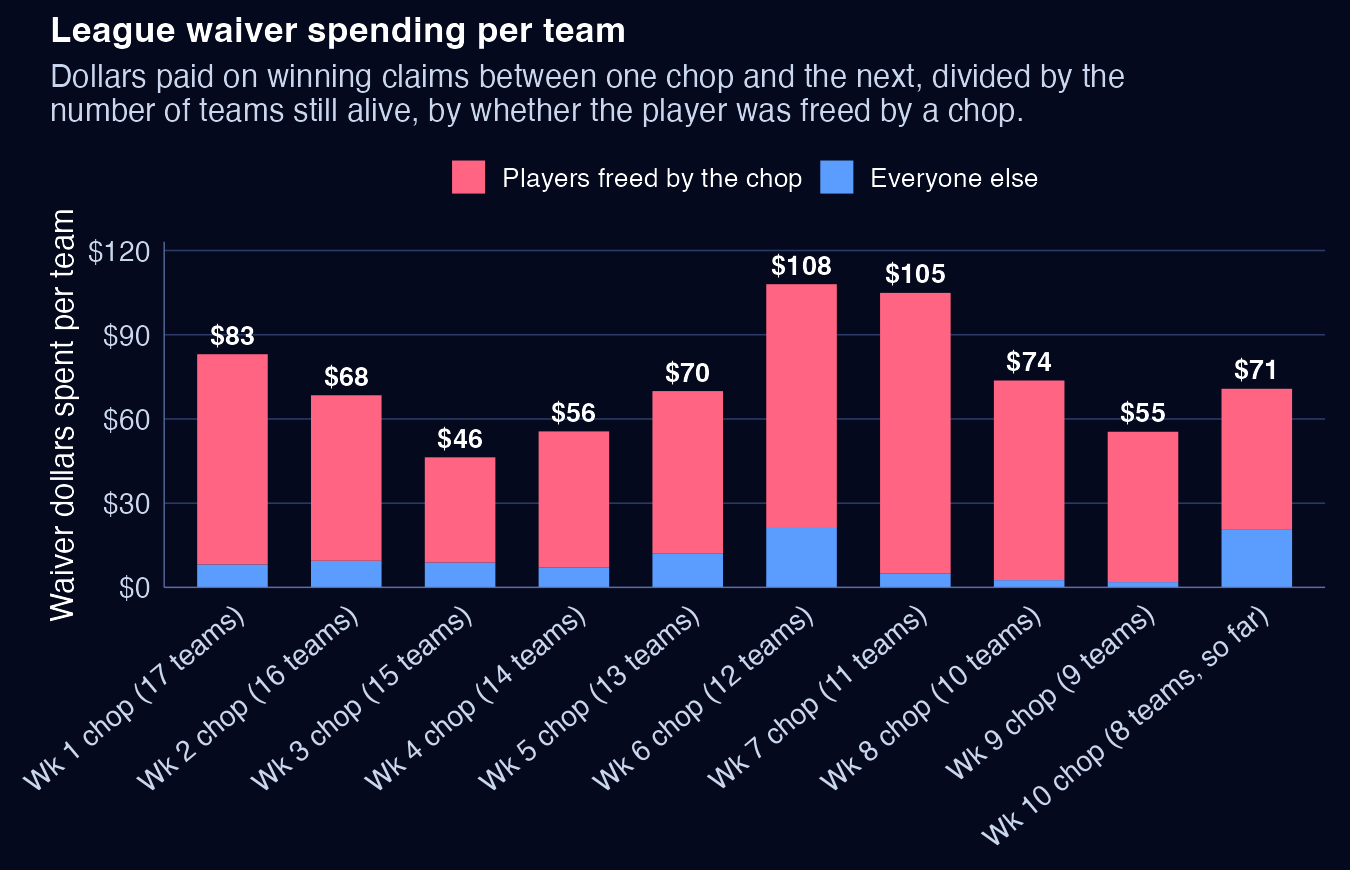 League waiver spending per team
Dollars paid on winning claims between one chop and the next, divided by the
number of teams still alive, by whether the player was freed by a chop.
Players freed by the chop
Everyone else
Waiver dollars spent per team
$120
$90
$60
$30
$0
$83
$68
$46
$56
$70
$108
$105
$74
$55
$71
Wk 1 chop (17 teams)
Wk 2 chop (16 teams)
Wk 3 chop (15 teams)
Wk 4 chop (14 teams)
Wk 5 chop (13 teams)
Wk 6 chop (12 teams)
Wk 7 chop (11 teams)
Wk 8 chop (10 teams)
Wk 9 chop (9 teams)
Wk 10 chop (8 teams, so far)